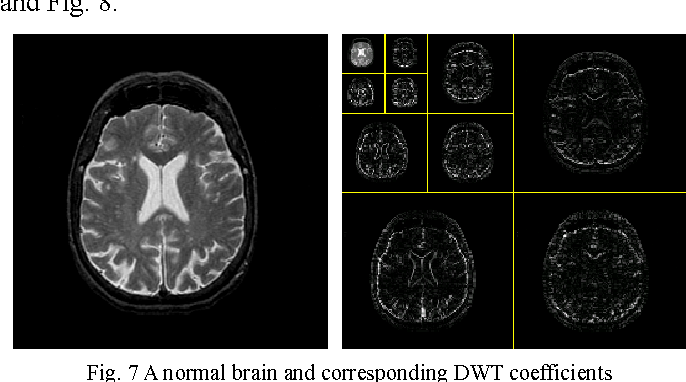 and Fig. 8.
Fig. 7 A normal brain and corresponding DWT coefficients